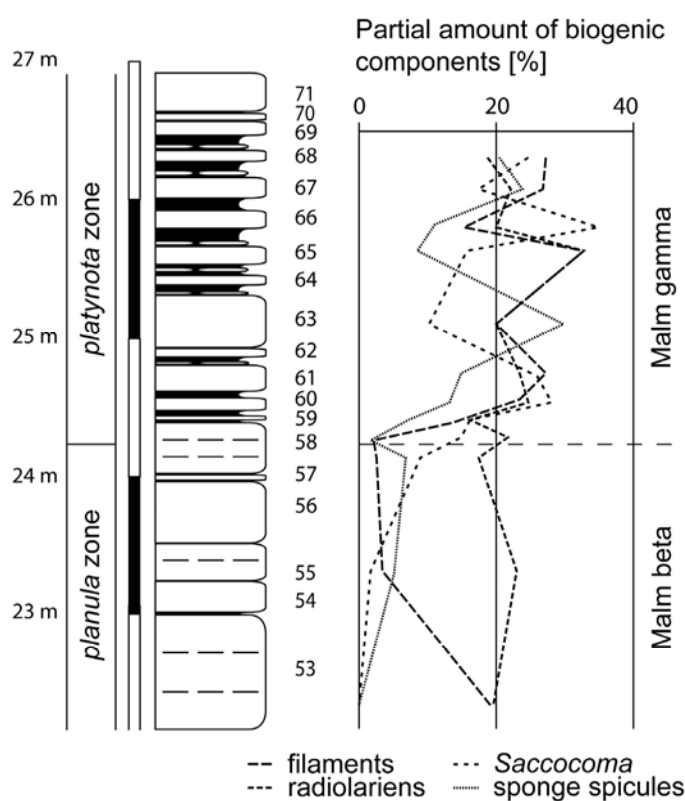 Partial amount of biogenic
components [%]
0 20 40
27 m
26 m
25 m
24 m
23 m
platynota zone
planula zone
71
70
69
68
67
66
65
64
63
62
61
60
59
58
57
56
55
54
53
Malm gamma
Malm beta
filaments
radiolariens
Saccocoma
sponge spicules